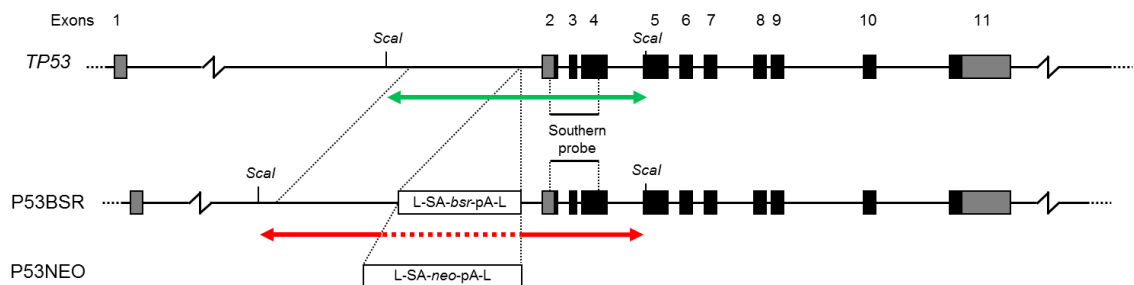 Exons 1 2 3 4 5 6 7 8 9 10 11
ScaI ScaI
TP53
Southern
probe
ScaI ScaI
P53BSR L-SA-bsr-pA-L
P53NEO L-SA-neo-pA-L